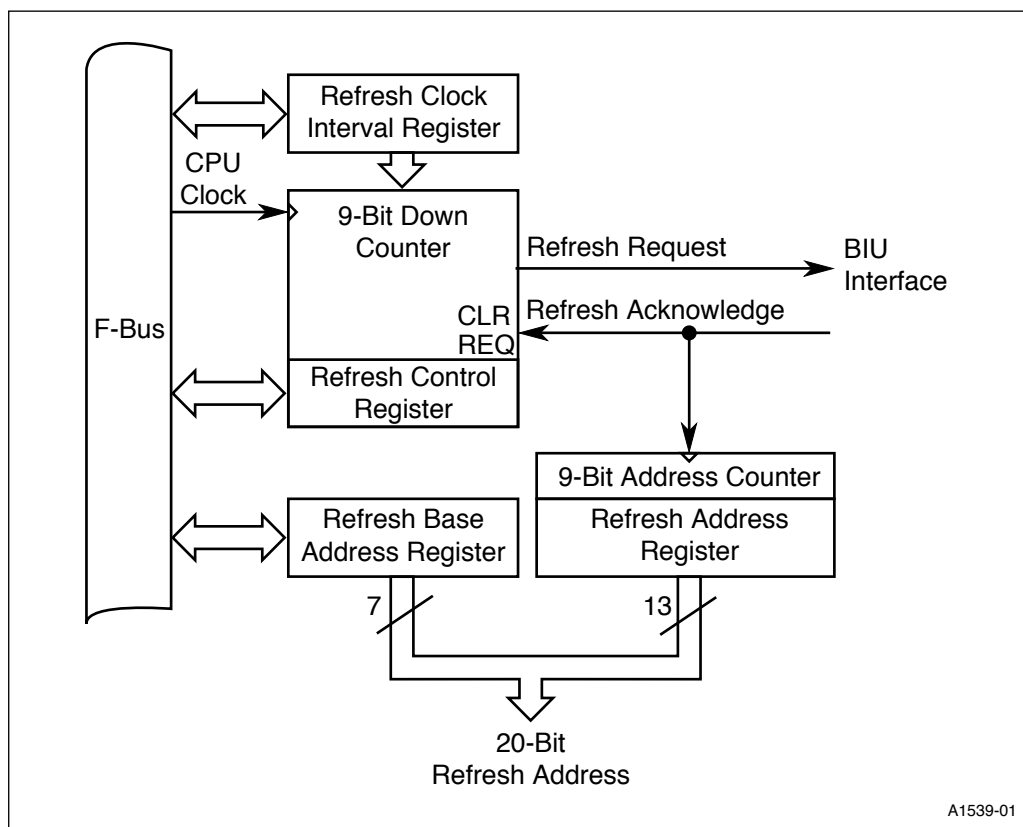 Refresh Clock
Interval Register
CPU
Clock
9-Bit Down
Counter
Refresh Request
BIU
Interface
F-Bus
CLR
REQ
Refresh Acknowledge
Refresh Control
Register
9-Bit Address Counter
Refresh Base
Address Register
Refresh Address
Register
7
13
20-Bit
Refresh Address
A1539-01